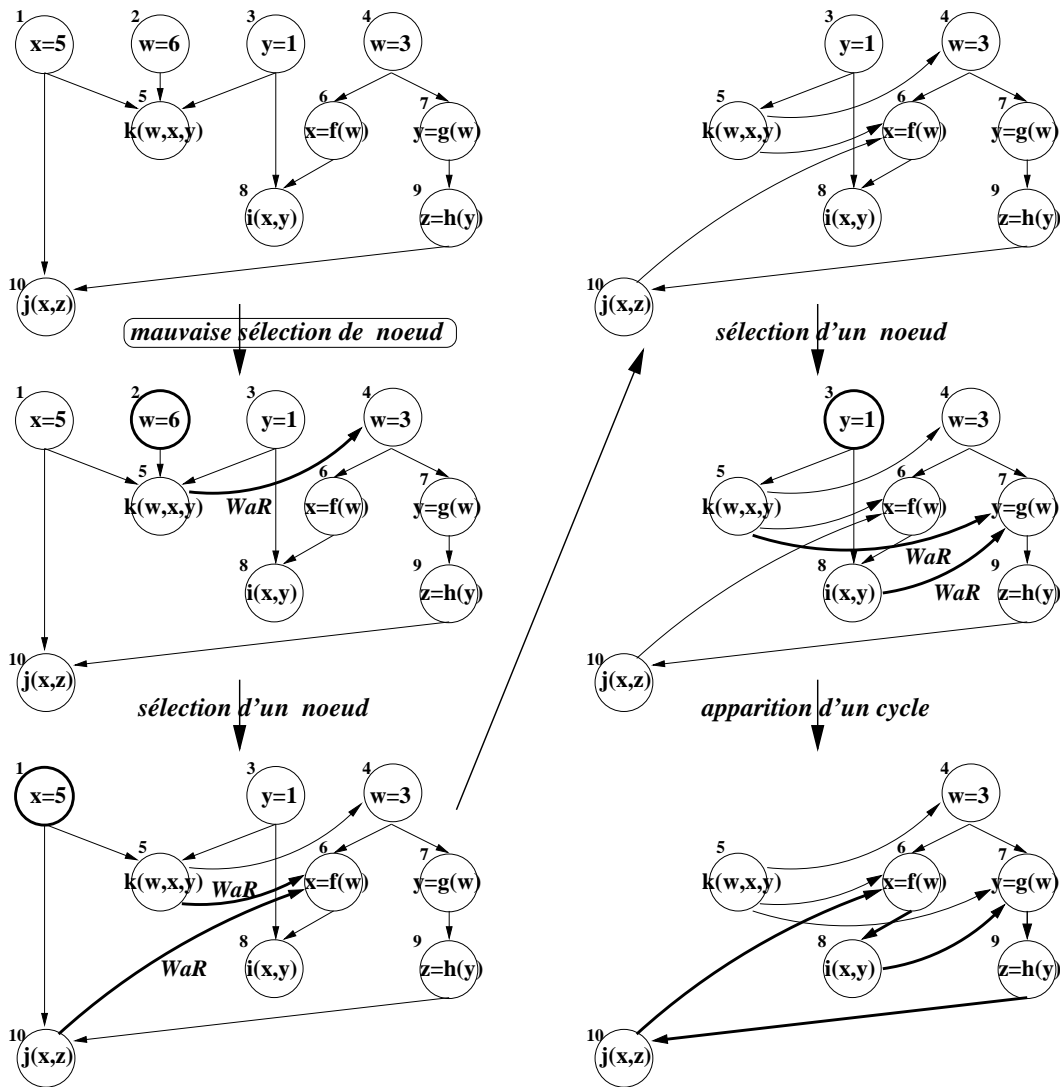 1
x=5
2
w=6
3
y=1
4
w=3
5
k(w,x,y)
6
x=f(w)
7
y=g(w)
8
i(x,y)
9
z=h(y)
10
j(x,z)
mauvaise sélection de noeud
1
x=5
2
w=6
3
y=1
4
w=3
5
k(w,x,y)
WaR
6
x=f(w)
7
y=g(w)
8
i(x,y)
9
z=h(y)
10
j(x,z)
sélection d'un noeud
1
x=5
3
y=1
4
w=3
5
k(w,x,y)
WaR
6
x=f(w)
7
y=g(w)
WaR
8
i(x,y)
9
z=h(y)
10
j(x,z)
3
y=1
4
w=3
5
k(w,x,y)
6
x=f(w)
7
y=g(w)
8
i(x,y)
9
z=h(y)
10
j(x,z)
sélection d'un noeud
3
y=1
4
w=3
5
k(w,x,y)
6
x=f(w)
7
y=g(w)
WaR
8
i(x,y)
WaR
9
z=h(y)
10
j(x,z)
apparition d'un cycle
4
w=3
5
k(w,x,y)
6
x=f(w)
7
y=g(w)
8
i(x,y)
9
z=h(y)
10
j(x,z)